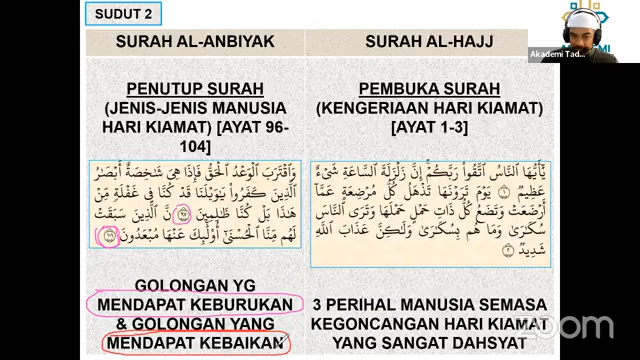 SUDUT 2
SURAH AL-ANBIYAK
SURAH AL-HAJJ
PENUTUP SURAH
(JENIS-JENIS MANUSIA
HARI KIAMAT) [AYAT 96-
104]
PEMBUKA SURAH
(KENGERIAAN HARI KIAMAT)
[AYAT 1-3]
وَٱقْتَرَبَ ٱلْوَعْدُ ٱلْحَقُّ فَإِذَا هِىَ شَـٰخِصَةٌ أَبْصَـٰرُ
ٱلَّذِينَ كَفَرُوا۟ يَـٰوَيْلَنَا قَدْ كُنَّا فِى غَفْلَةٍ مِّنْ
هَـٰذَا بَلْ كُنَّا ظَـٰلِمِينَ ٩٧ نَّ ٱلَّذِينَ سَبَقَتْ
لَهُم مِّنَّا ٱلْحُسْنَىٰٓ أُو۟لَـٰٓئِكَ عَنْهَا مُبْعَدُونَ
يَـٰٓأَيُّهَا ٱلنَّاسُ ٱتَّقُوا۟ رَبَّكُمْ ۚ إِنَّ زَلْزَلَةَ ٱلسَّاعَةِ شَىْءٌ
عَظِيمٌ ١ يَوْمَ تَرَوْنَهَا تَذْهَلُ كُلُّ مُرْضِعَةٍ عَمَّآ
أَرْضَعَتْ وَتَضَعُ كُلُّ ذَاتِ حَمْلٍ حَمْلَهَا وَتَرَى ٱلنَّاسَ
سُكَـٰرَىٰ وَمَا هُم بِسُكَـٰرَىٰ وَلَـٰكِنَّ عَذَابَ ٱللَّهِ
شَدِيدٌ ٢
GOLONGAN YG
MENDAPAT KEBURUKAN
& GOLONGAN YANG
MENDAPAT KEBAIKAN
3 PERIHAL MANUSIA SEMASA
KEGONCANGAN HARI KIAMAT
YANG SANGAT DAHSYAT
Akademi Tad...
zoom